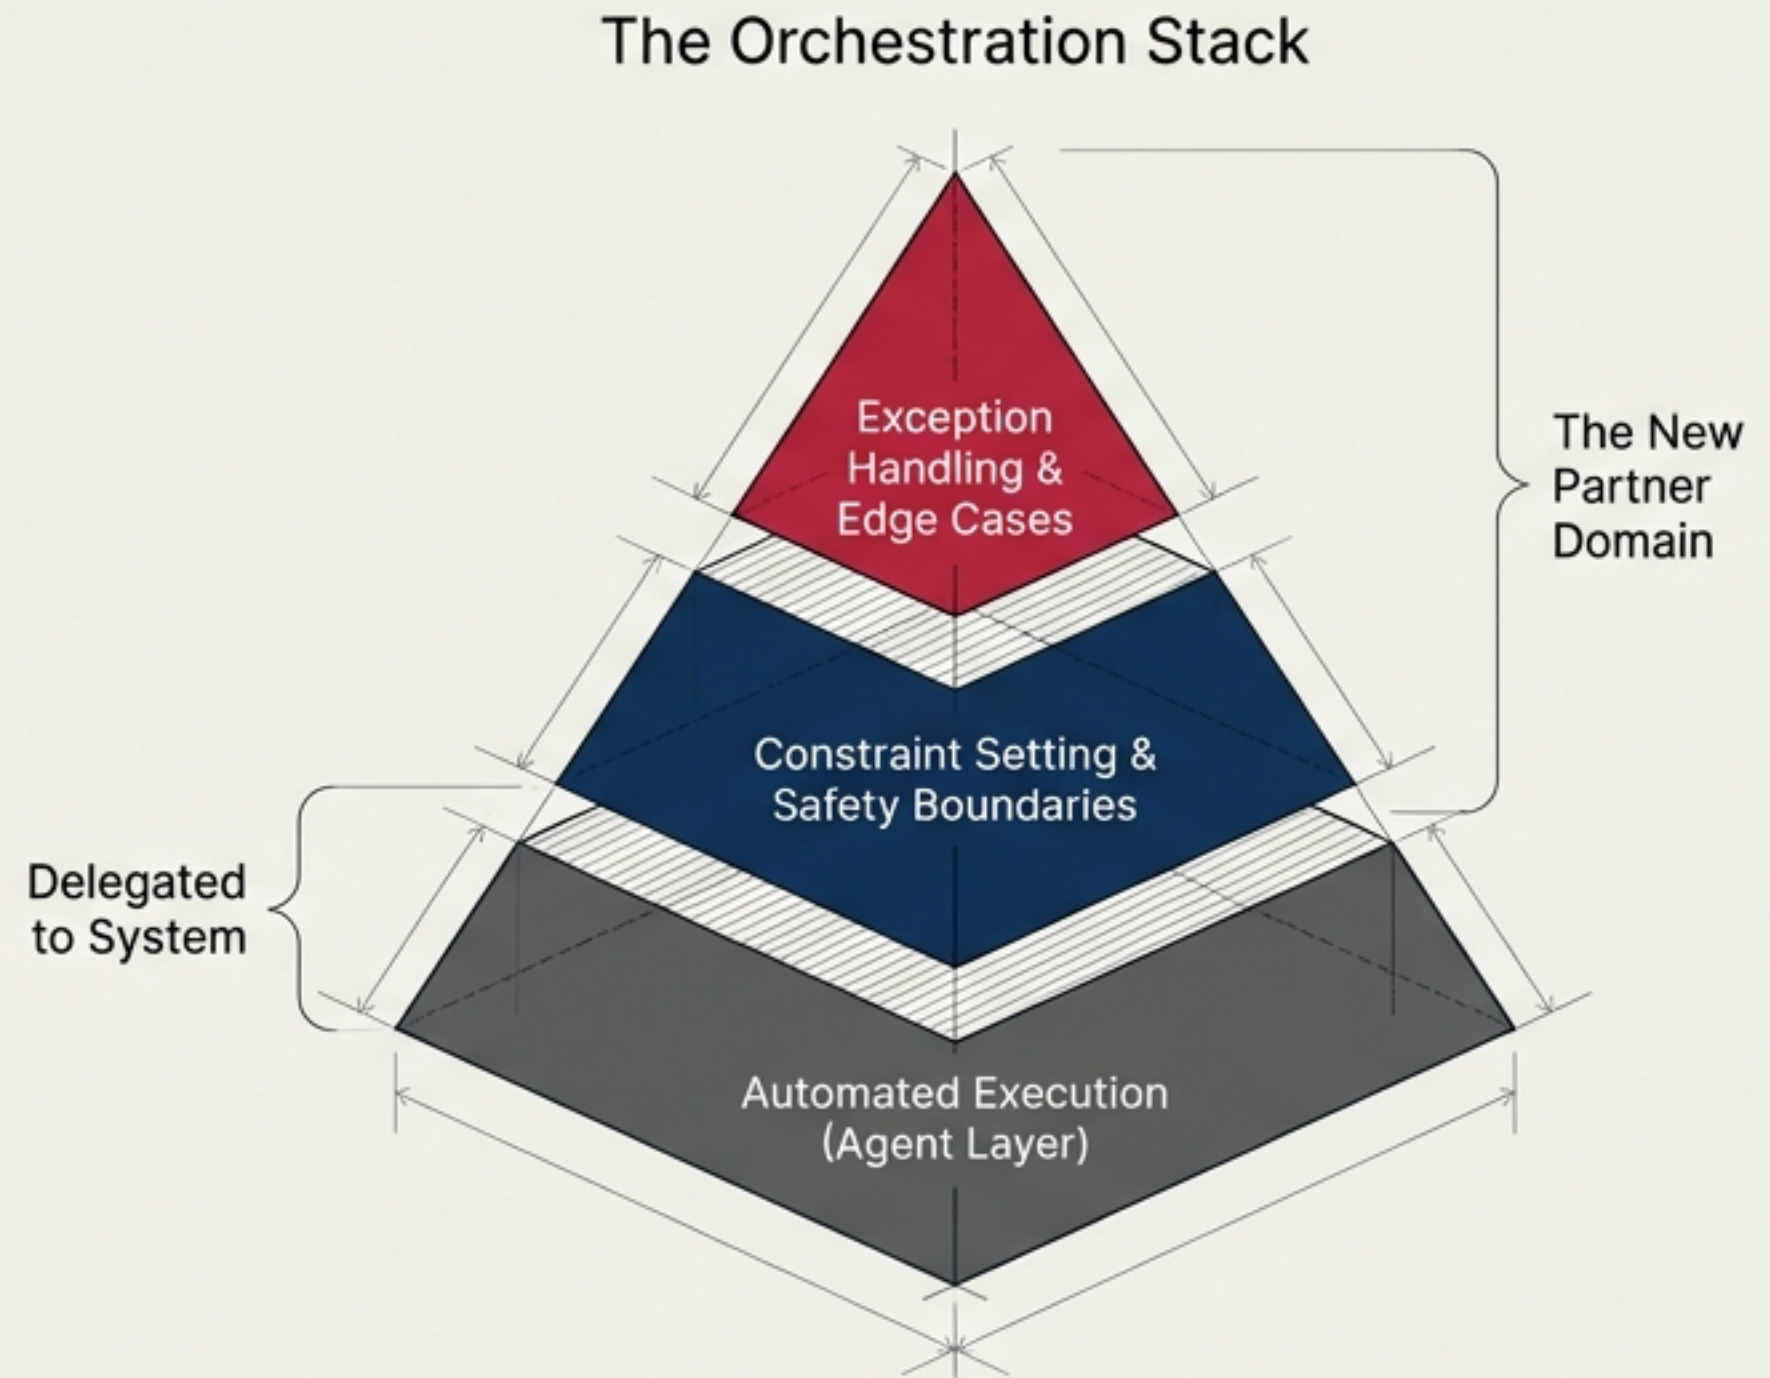 The Orchestration Stack
Exception
Handling &
Edge Cases
The New
Partner
Domain
Constraint Setting &
Safety Boundaries
Delegated
to System
Automated Execution
(Agent Layer)